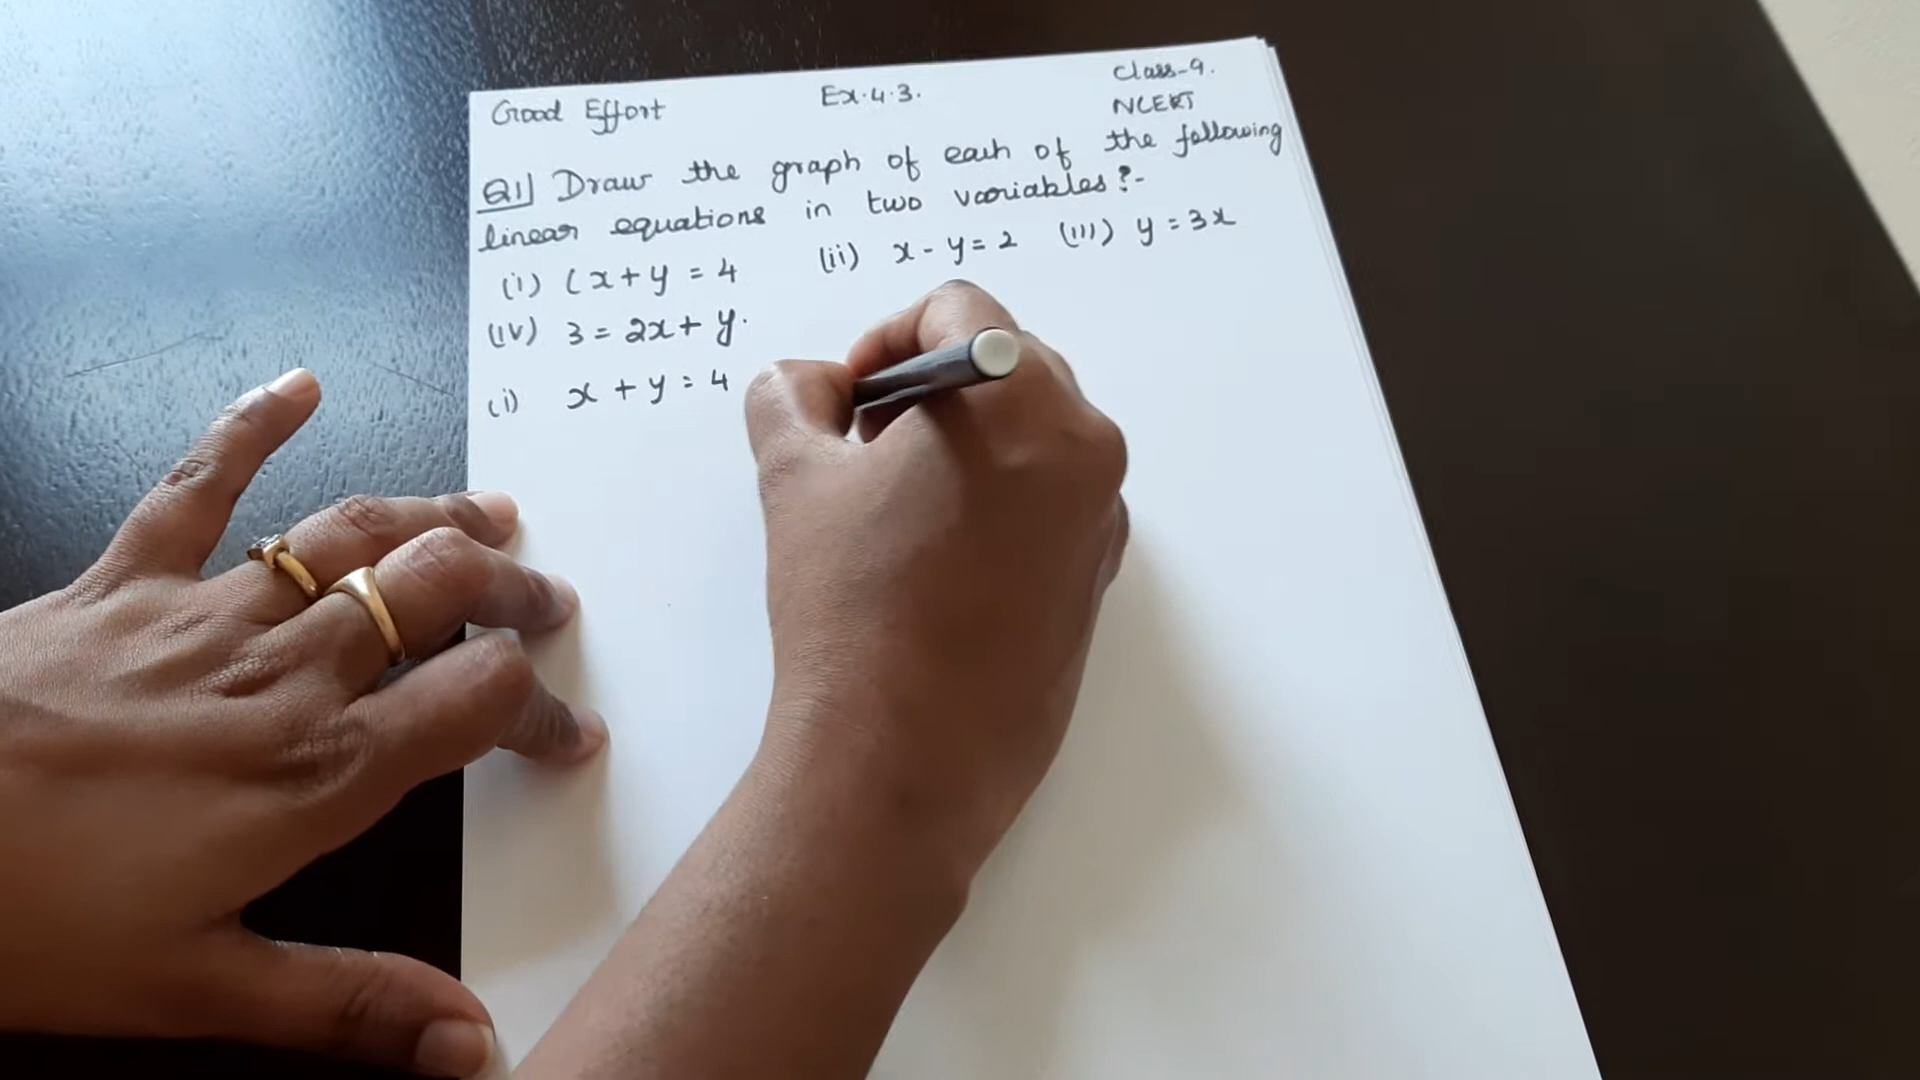 Good Effort Ex.4.3. Class-9.
NCERT
Q1] Draw the graph of each of the following
linear equations in two variables?-
(i) (x+y = 4 (ii) x-y=2 (iii) y=3x
(iv) 3=2x+y.
(i) x+y=4